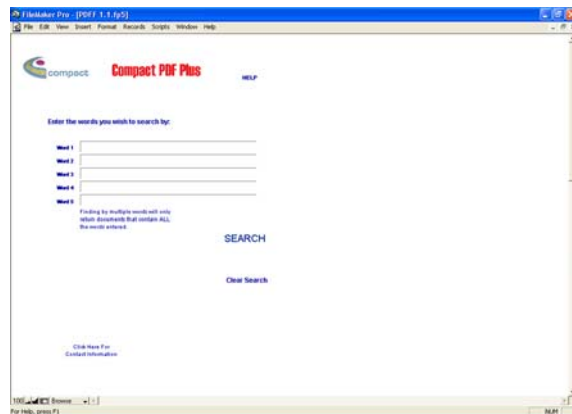 FileMaker Pro - [PDFF 1.1.fp5]
File Edit View Insert Format Records Scripts Window Help
compact
Compact PDF Plus
HELP
Enter the words you wish to search by:
Word 1
Word 2
Word 3
Word 4
Word 5
Finding by multiple words will only
return documents that contain ALL
the words entered.
SEARCH
Clear Search
Click Here For
Contact Information
100 Browse
For Help, press F1
NUM